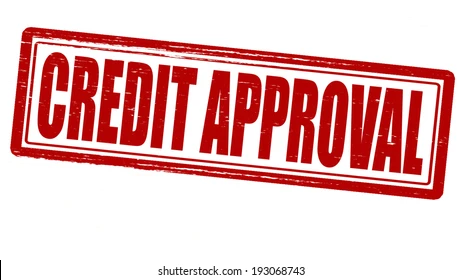 CREDIT APPROVAL
shutterstock.com · 193068743